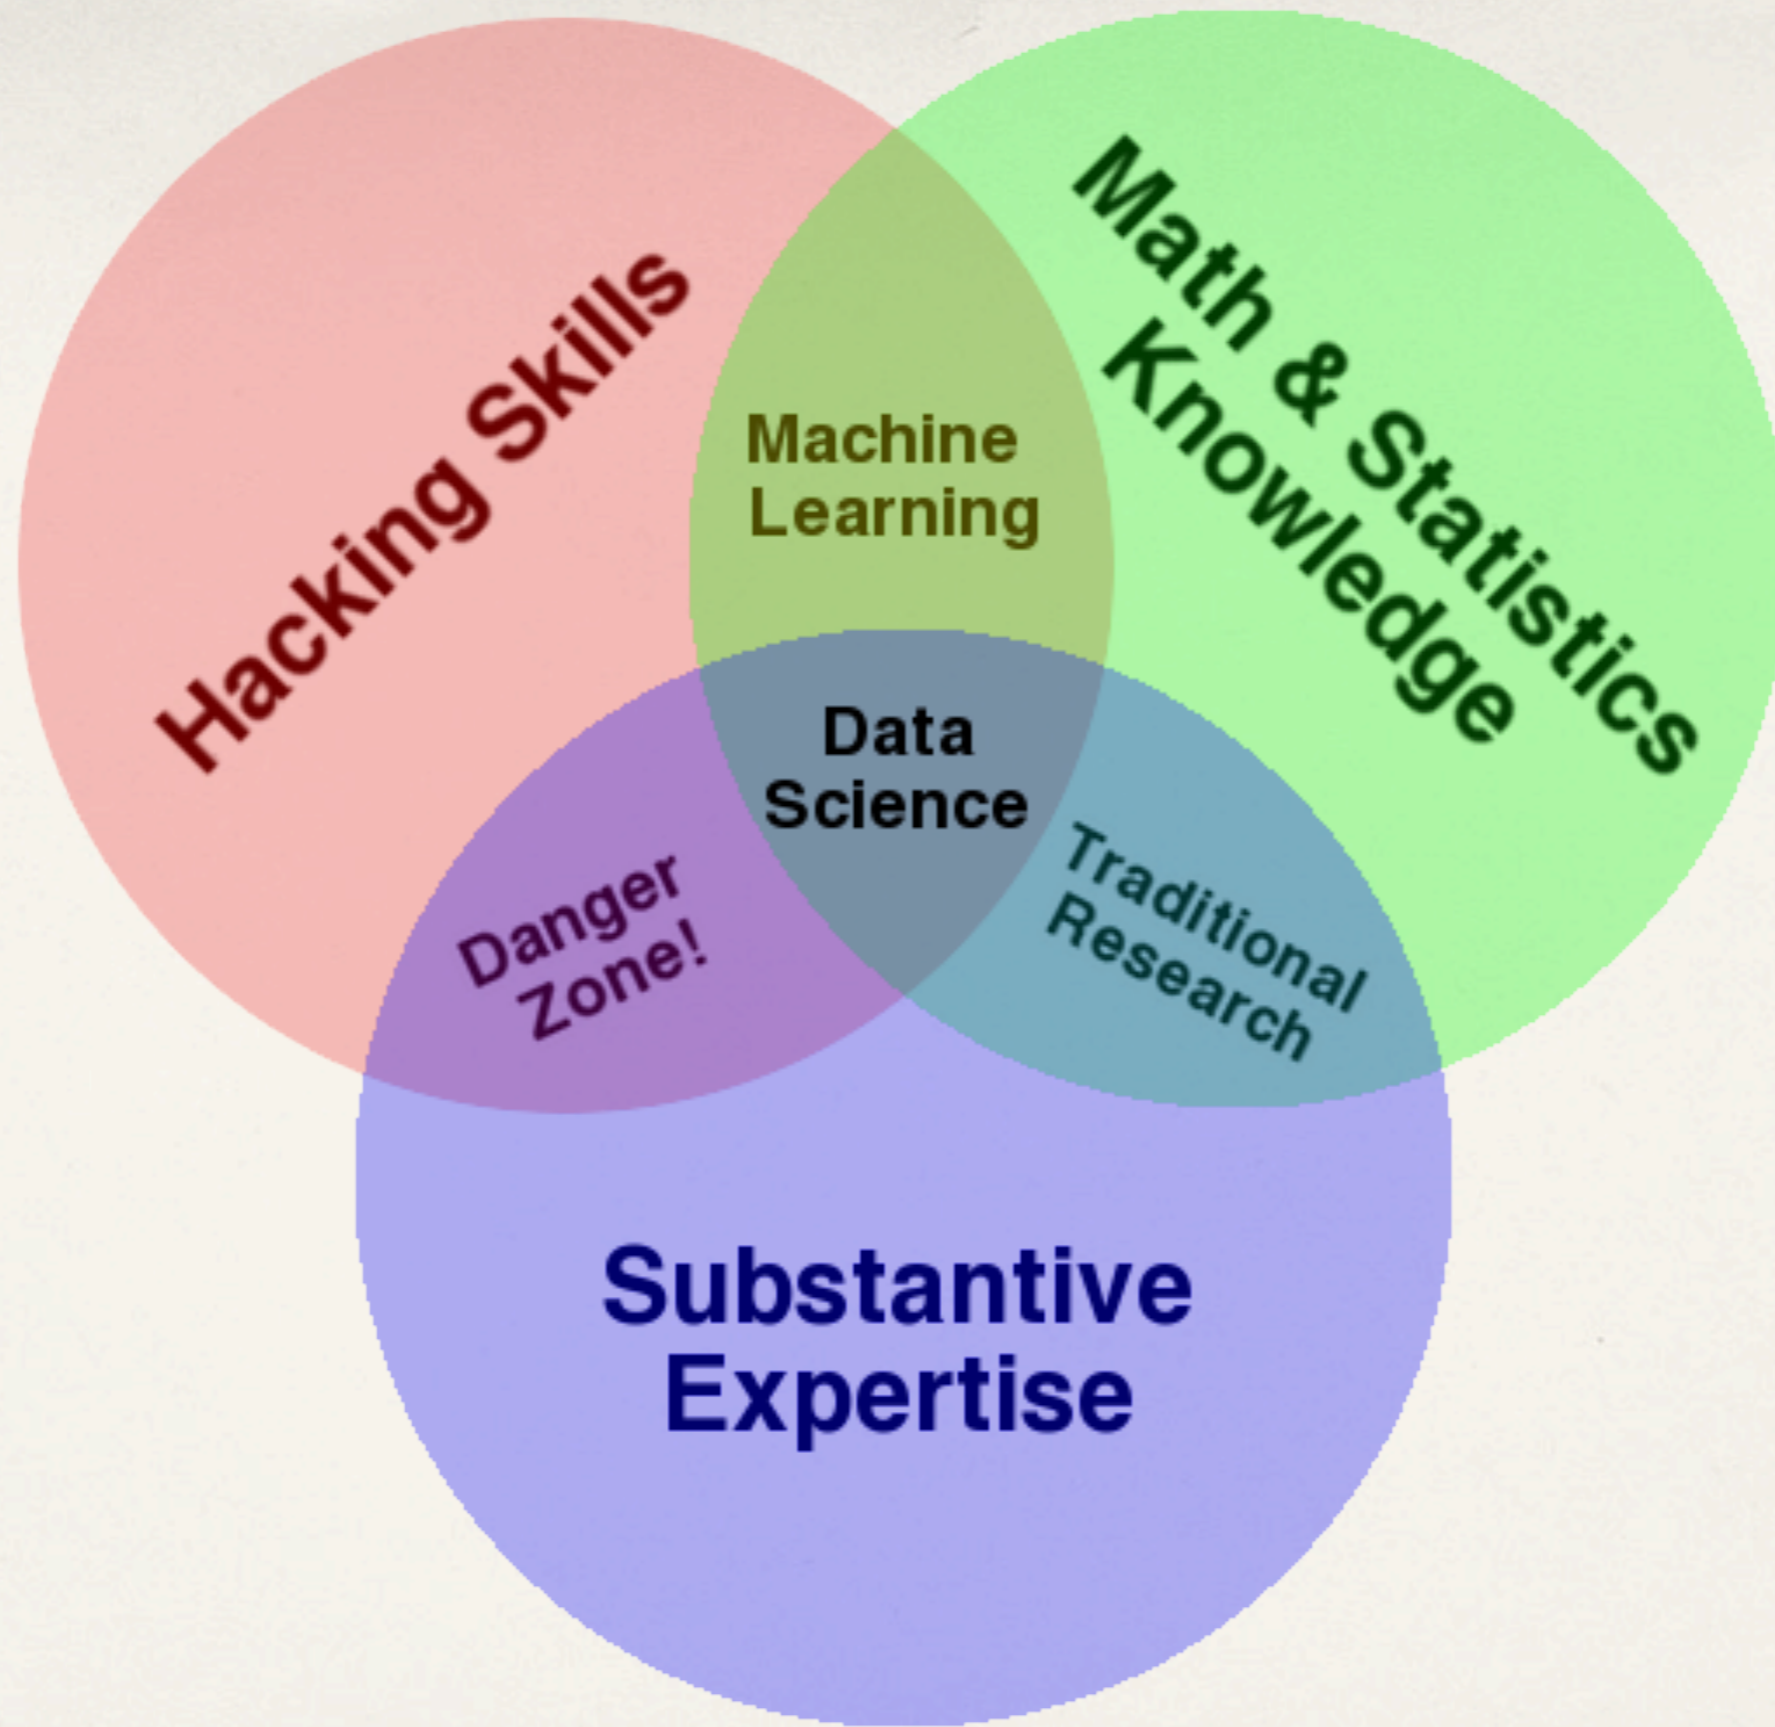 Hacking Skills
Math & Statistics
Knowledge
Machine
Learning
Data
Science
Danger
Zone!
Traditional
Research
Substantive
Expertise